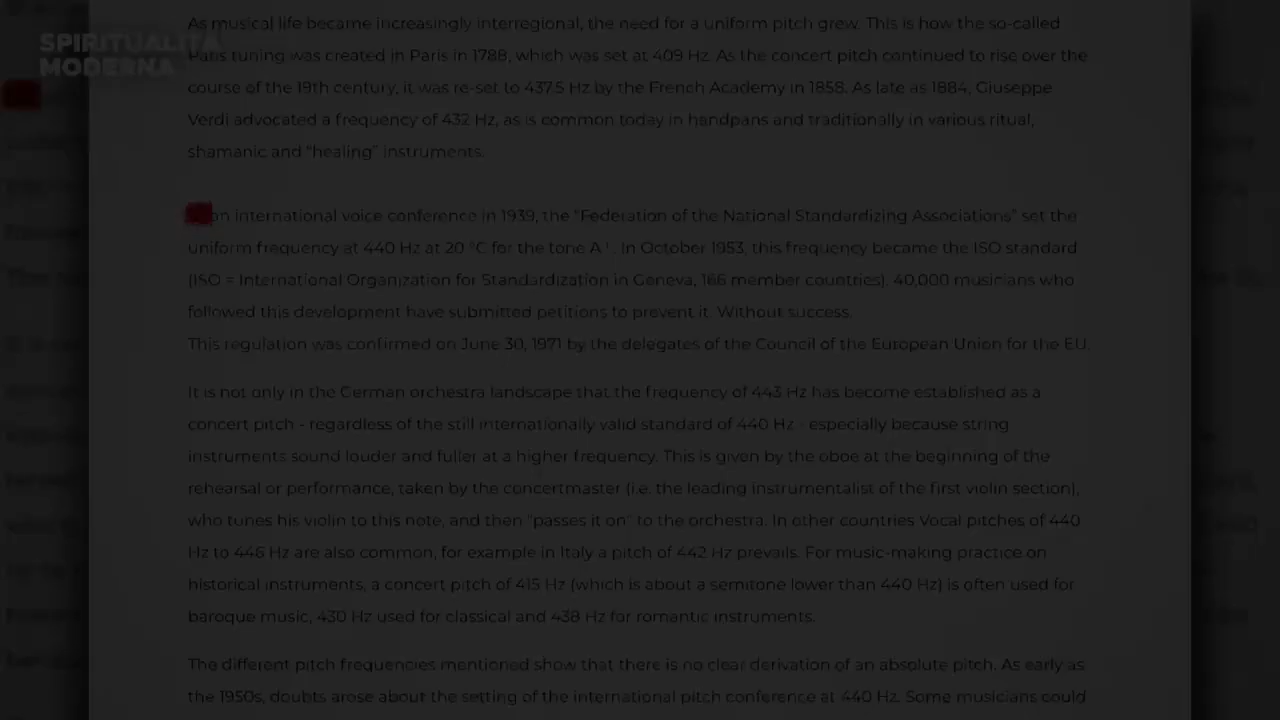 SPIRITUALITÀ
MODERNA
As musical life became increasingly interregional, the need for a uniform pitch grew. This is how the so-called
Paris tuning was created in Paris in 1788, which was set at 409 Hz. As the concert pitch continued to rise over the
course of the 19th century, it was re-set to 437.5 Hz by the French Academy in 1858. As late as 1884, Giuseppe
Verdi advocated a frequency of 432 Hz, as is common today in handpans and traditionally in various ritual,
shamanic and "healing" instruments.
an international voice conference in 1939, the "Federation of the National Standardizing Associations" set the
uniform frequency at 440 Hz at 20 °C for the tone A '. In October 1953, this frequency became the ISO standard
(ISO = International Organization for Standardization in Geneva, 166 member countries). 40,000 musicians who
followed this development have submitted petitions to prevent it. Without success.
This regulation was confirmed on June 30, 1971 by the delegates of the Council of the European Union for the EU.
It is not only in the German orchestra landscape that the frequency of 443 Hz has become established as a
concert pitch - regardless of the still internationally valid standard of 440 Hz - especially because string
instruments sound louder and fuller at a higher frequency. This is given by the oboe at the beginning of the
rehearsal or performance, taken by the concertmaster (i.e. the leading instrumentalist of the first violin section),
who tunes his violin to this note, and then "passes it on" to the orchestra. In other countries Vocal pitches of 440
Hz to 446 Hz are also common, for example in Italy a pitch of 442 Hz prevails. For music-making practice on
historical instruments, a concert pitch of 415 Hz (which is about a semitone lower than 440 Hz) is often used for
baroque music, 430 Hz used for classical and 438 Hz for romantic instruments.
The different pitch frequencies mentioned show that there is no clear derivation of an absolute pitch. As early as
the 1950s, doubts arose about the setting of the international pitch conference at 440 Hz. Some musicians could